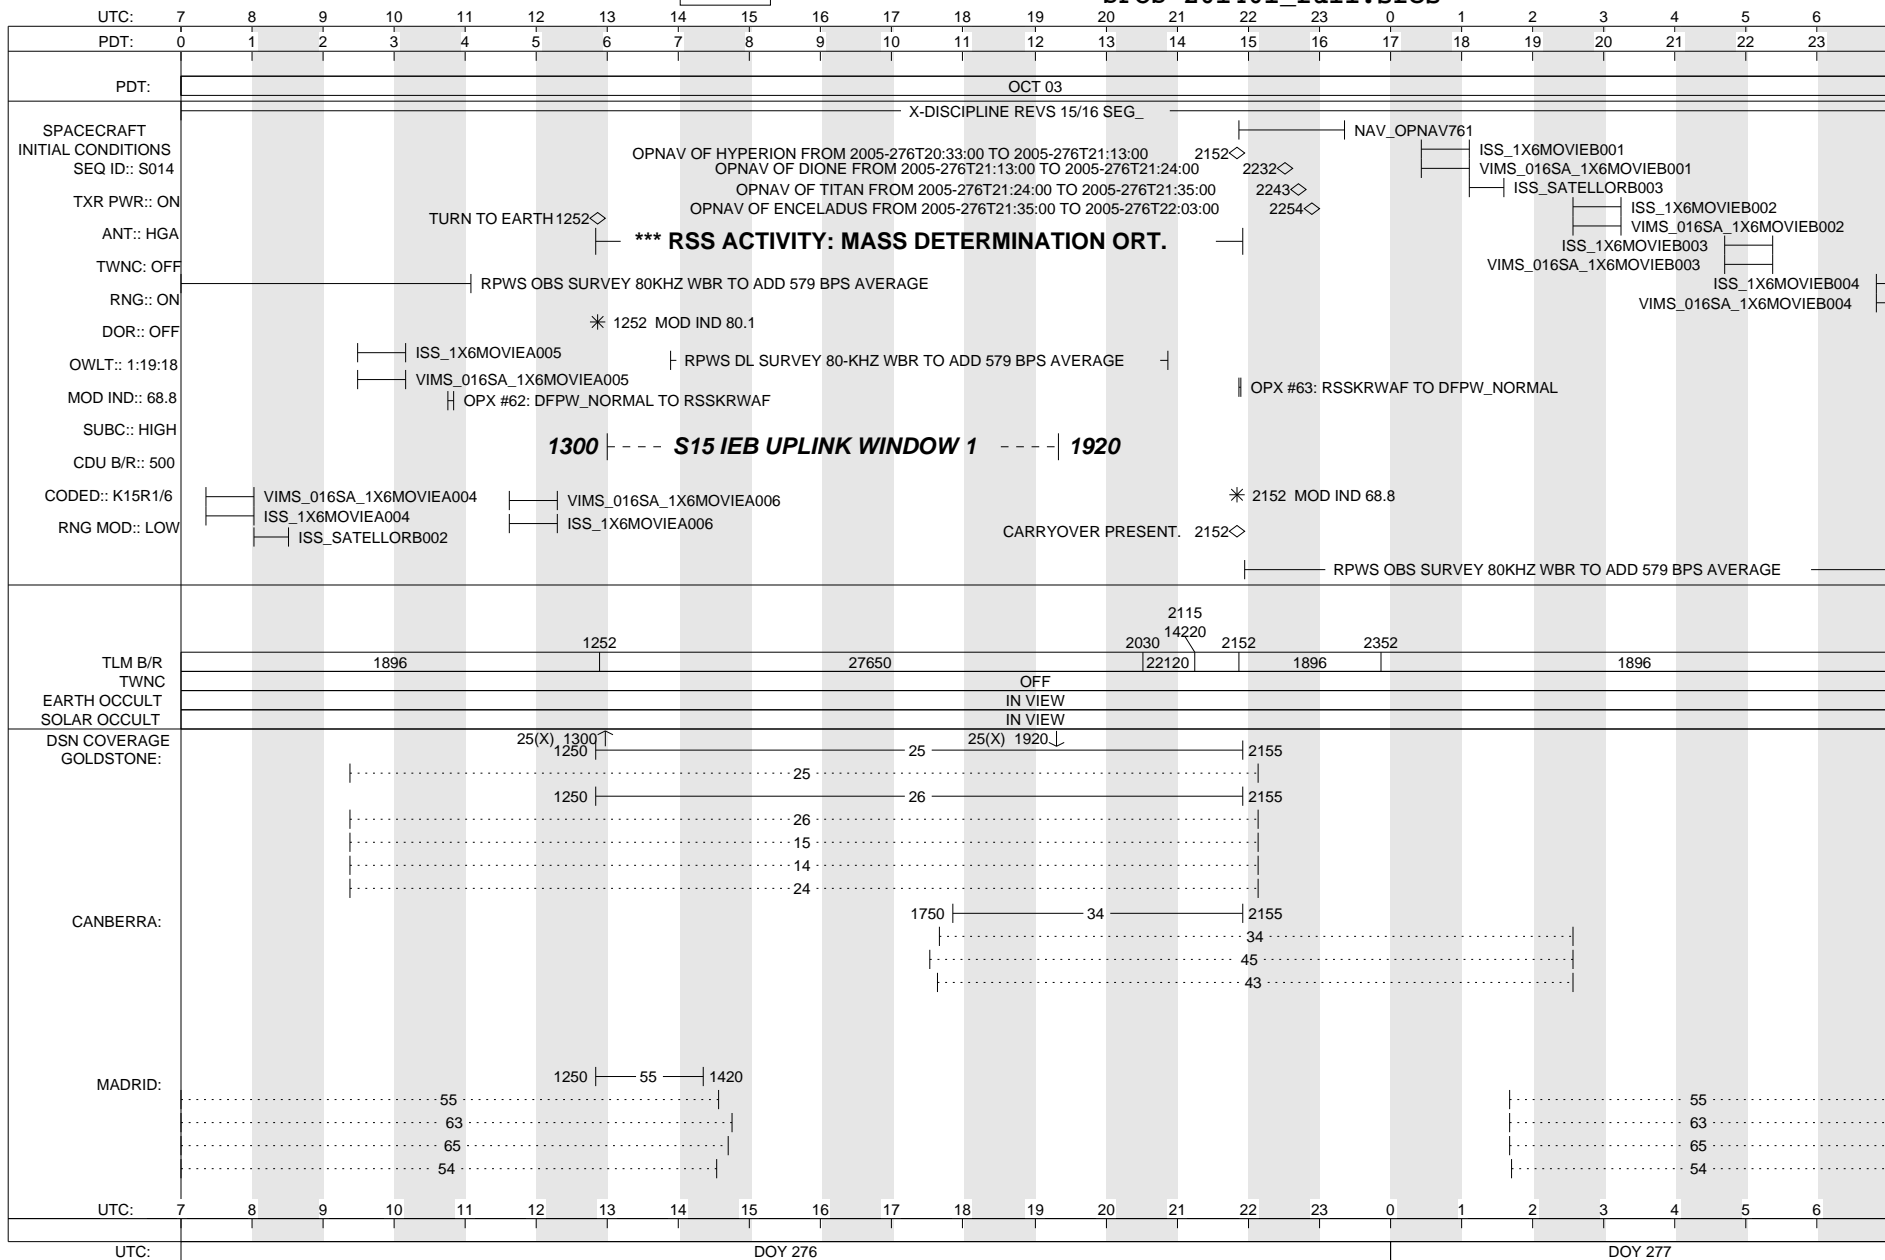 UTC: 7 8 9 10 11 12 13 14 15 16 17 18 19 20 21 22 23 0 1 2 3 4 5 6
PDT: 0 1 2 3 4 5 6 7 8 9 10 11 12 13 14 15 16 17 18 19 20 21 22 23
PDT: OCT 03
X-DISCIPLINE REVS 15/16 SEG_
SPACECRAFT
INITIAL CONDITIONS
SEQ ID:: S014
TXR PWR:: ON
ANT:: HGA
TWNC: OFF
RNG:: ON
DOR:: OFF
OWLT:: 1:19:18
MOD IND:: 68.8
SUBC:: HIGH
CDU B/R:: 500
CODED:: K15R1/6
RNG MOD:: LOW
NAV_OPNAV761
OPNAV OF HYPERION FROM 2005-276T20:33:00 TO 2005-276T21:13:00 2152
OPNAV OF DIONE FROM 2005-276T21:13:00 TO 2005-276T21:24:00 2232
OPNAV OF TITAN FROM 2005-276T21:24:00 TO 2005-276T21:35:00 2243
OPNAV OF ENCELADUS FROM 2005-276T21:35:00 TO 2005-276T22:03:00 2254
ISS_1X6MOVIEB001
VIMS_016SA_1X6MOVIEB001
ISS_SATELLORB003
ISS_1X6MOVIEB002
VIMS_016SA_1X6MOVIEB002
ISS_1X6MOVIEB003
VIMS_016SA_1X6MOVIEB003
ISS_1X6MOVIEB004
VIMS_016SA_1X6MOVIEB004
TURN TO EARTH 1252
*** RSS ACTIVITY: MASS DETERMINATION ORT.
RPWS OBS SURVEY 80KHZ WBR TO ADD 579 BPS AVERAGE
1252 MOD IND 80.1
ISS_1X6MOVIEA005
RPWS DL SURVEY 80-KHZ WBR TO ADD 579 BPS AVERAGE
VIMS_016SA_1X6MOVIEA005
OPX #63: RSSKRWAF TO DFPW_NORMAL
OPX #62: DFPW_NORMAL TO RSSKRWAF
1300 S15 IEB UPLINK WINDOW 1 1920
VIMS_016SA_1X6MOVIEA004
VIMS_016SA_1X6MOVIEA006
2152 MOD IND 68.8
ISS_1X6MOVIEA004
ISS_1X6MOVIEA006
ISS_SATELLORB002
CARRYOVER PRESENT. 2152
RPWS OBS SURVEY 80KHZ WBR TO ADD 579 BPS AVERAGE
2115
14220
1252 2030 2152 2352
TLM B/R 1896 27650 22120 1896 1896
TWNC OFF
EARTH OCCULT IN VIEW
SOLAR OCCULT IN VIEW
DSN COVERAGE 25(X) 1300 25(X) 1920
GOLDSTONE: 1250 25 2155
25
1250 26 2155
26
15
14
24
CANBERRA: 1750 34 2155
34
45
43
MADRID: 1250 55 1420
55 55
63 63
65 65
54 54
UTC: 7 8 9 10 11 12 13 14 15 16 17 18 19 20 21 22 23 0 1 2 3 4 5 6
UTC: DOY 276 DOY 277